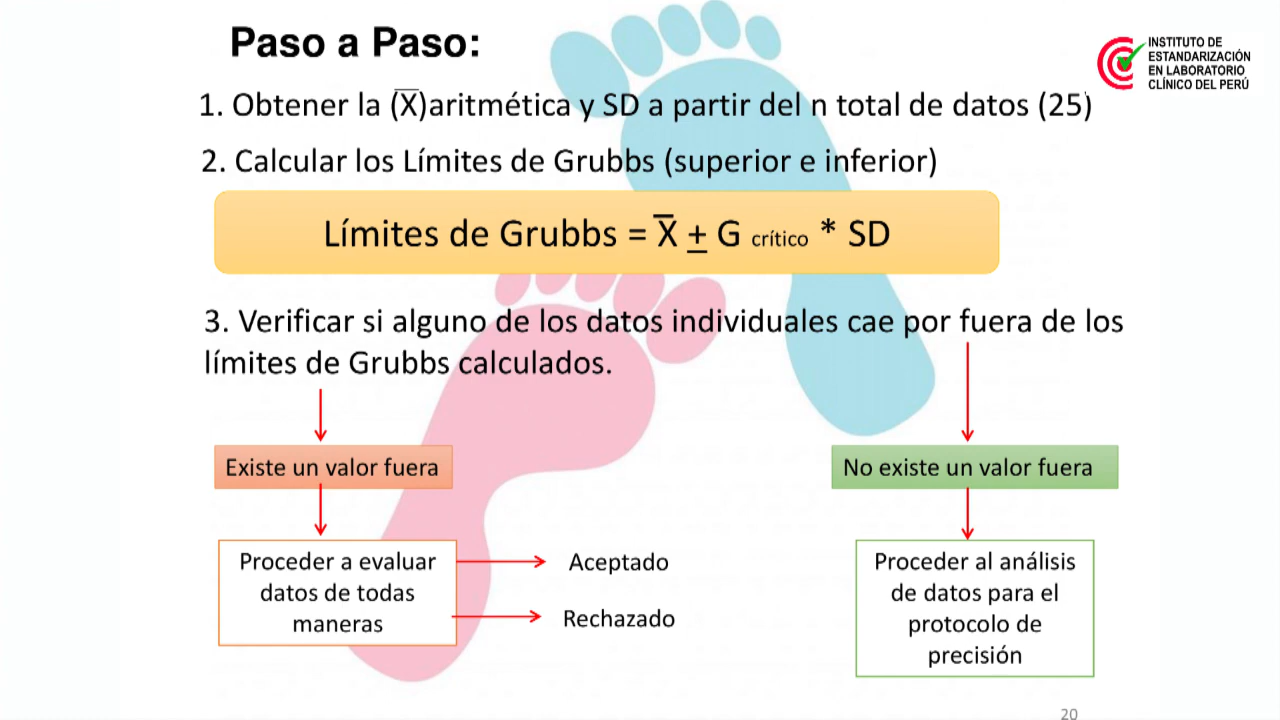 Paso a Paso:
INSTITUTO DE
ESTANDARIZACIÓN
EN LABORATORIO
CLÍNICO DEL PERÚ
1. Obtener la (X̅)aritmética y SD a partir del n total de datos (25)
2. Calcular los Límites de Grubbs (superior e inferior)
Límites de Grubbs = X̅ ± G crítico * SD
3. Verificar si alguno de los datos individuales cae por fuera de los
límites de Grubbs calculados.
Existe un valor fuera
No existe un valor fuera
Proceder a evaluar
datos de todas
maneras
Aceptado
Rechazado
Proceder al análisis
de datos para el
protocolo de
precisión
20